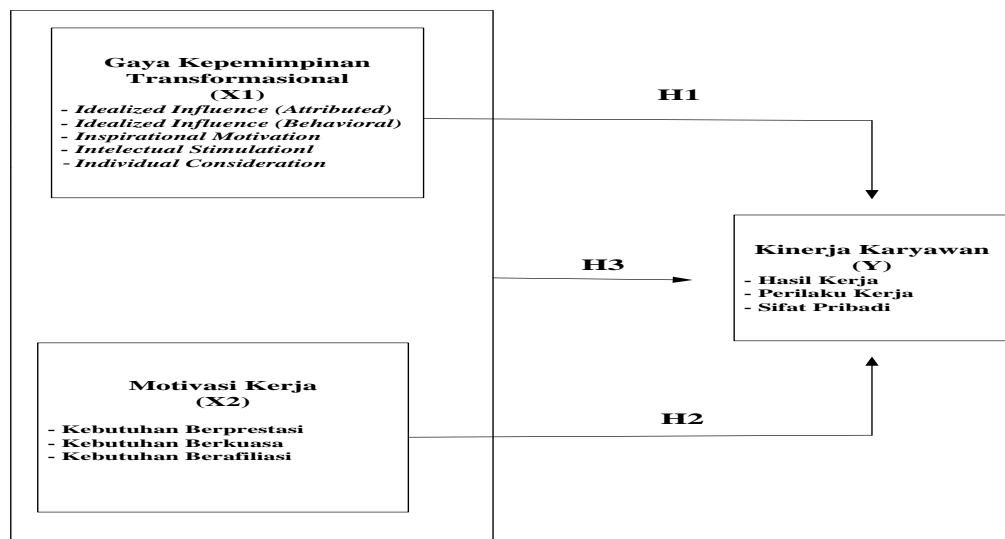 Gaya Kepemimpinan
Transformasional
(X1)
- Idealized Influence (Attributed)
- Idealized Influence (Behavioral)
- Inspirational Motivation
- Intelectual Stimulationl
- Individual Consideration
H1
Kinerja Karyawan
(Y)
- Hasil Kerja
- Perilaku Kerja
- Sifat Pribadi
H3
Motivasi Kerja
(X2)
- Kebutuhan Berprestasi
- Kebutuhan Berkuasa
- Kebutuhan Berafiliasi
H2